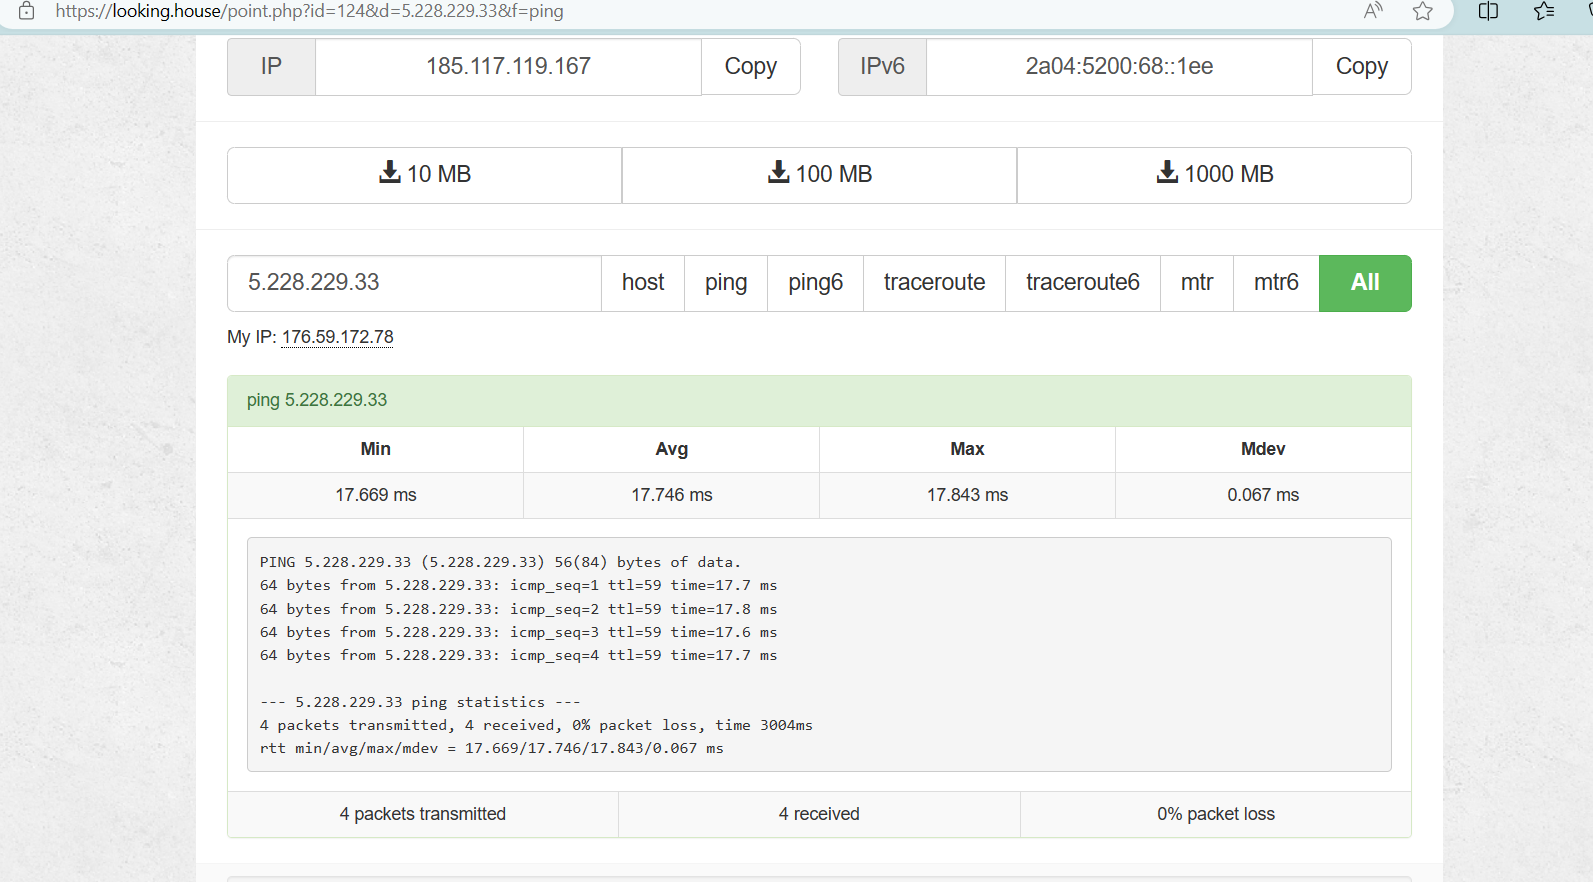 https://looking.house/point.php?id=124&d=5.228.229.33&f=ping
IP 185.117.119.167 Copy IPv6 2a04:5200:68::1ee Copy
10 MB 100 MB 1000 MB
5.228.229.33 host ping ping6 traceroute traceroute6 mtr mtr6 All
My IP: 176.59.172.78
ping 5.228.229.33
Min Avg Max Mdev
17.669 ms 17.746 ms 17.843 ms 0.067 ms
PING 5.228.229.33 (5.228.229.33) 56(84) bytes of data.
64 bytes from 5.228.229.33: icmp_seq=1 ttl=59 time=17.7 ms
64 bytes from 5.228.229.33: icmp_seq=2 ttl=59 time=17.8 ms
64 bytes from 5.228.229.33: icmp_seq=3 ttl=59 time=17.6 ms
64 bytes from 5.228.229.33: icmp_seq=4 ttl=59 time=17.7 ms
--- 5.228.229.33 ping statistics ---
4 packets transmitted, 4 received, 0% packet loss, time 3004ms
rtt min/avg/max/mdev = 17.669/17.746/17.843/0.067 ms
4 packets transmitted 4 received 0% packet loss